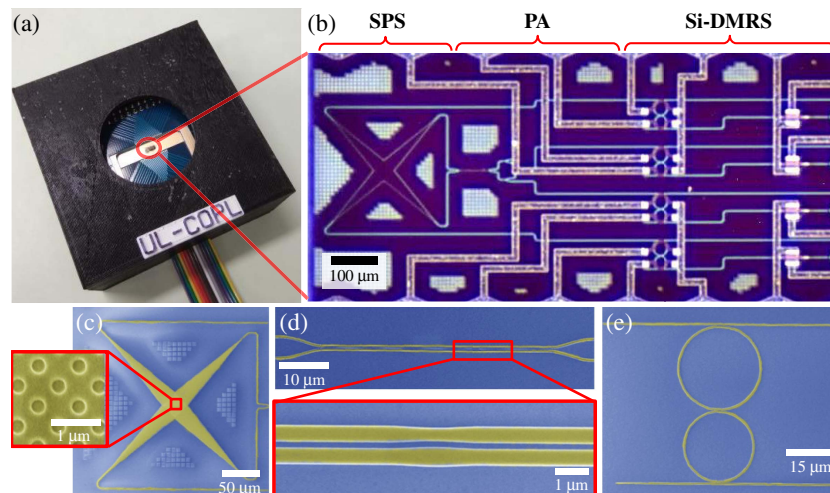 (a)
(b)
SPS
PA
Si-DMRS
UL-COPL
100 μm
(c)
(d)
(e)
1 μm
50 μm
10 μm
1 μm
15 μm